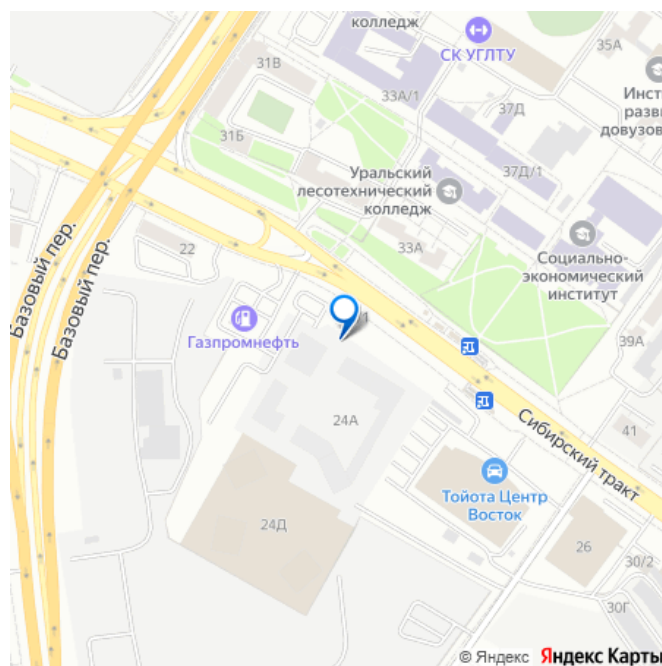 колледж
СК УГЛТУ
35А
31В
33А/1
37Д
31Б
37Д/1
Уральский
лесотехнический
колледж
33А
22
Социально-
экономический
институт
Базовый пер.
Базовый пер.
Газпромнефть
39А
24А
41
Сибирский тракт
Тойота Центр
Восток
24Д
26
30/2
30Г
© Яндекс Яндекс Карты